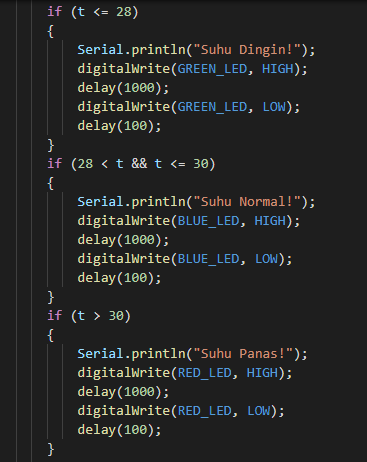 if (t <= 28)
{
Serial.println("Suhu Dingin!");
digitalWrite(GREEN_LED, HIGH);
delay(1000);
digitalWrite(GREEN_LED, LOW);
delay(100);
}
if (28 < t && t <= 30)
{
Serial.println("Suhu Normal!");
digitalWrite(BLUE_LED, HIGH);
delay(1000);
digitalWrite(BLUE_LED, LOW);
delay(100);
}
if (t > 30)
{
Serial.println("Suhu Panas!");
digitalWrite(RED_LED, HIGH);
delay(1000);
digitalWrite(RED_LED, LOW);
delay(100);
}